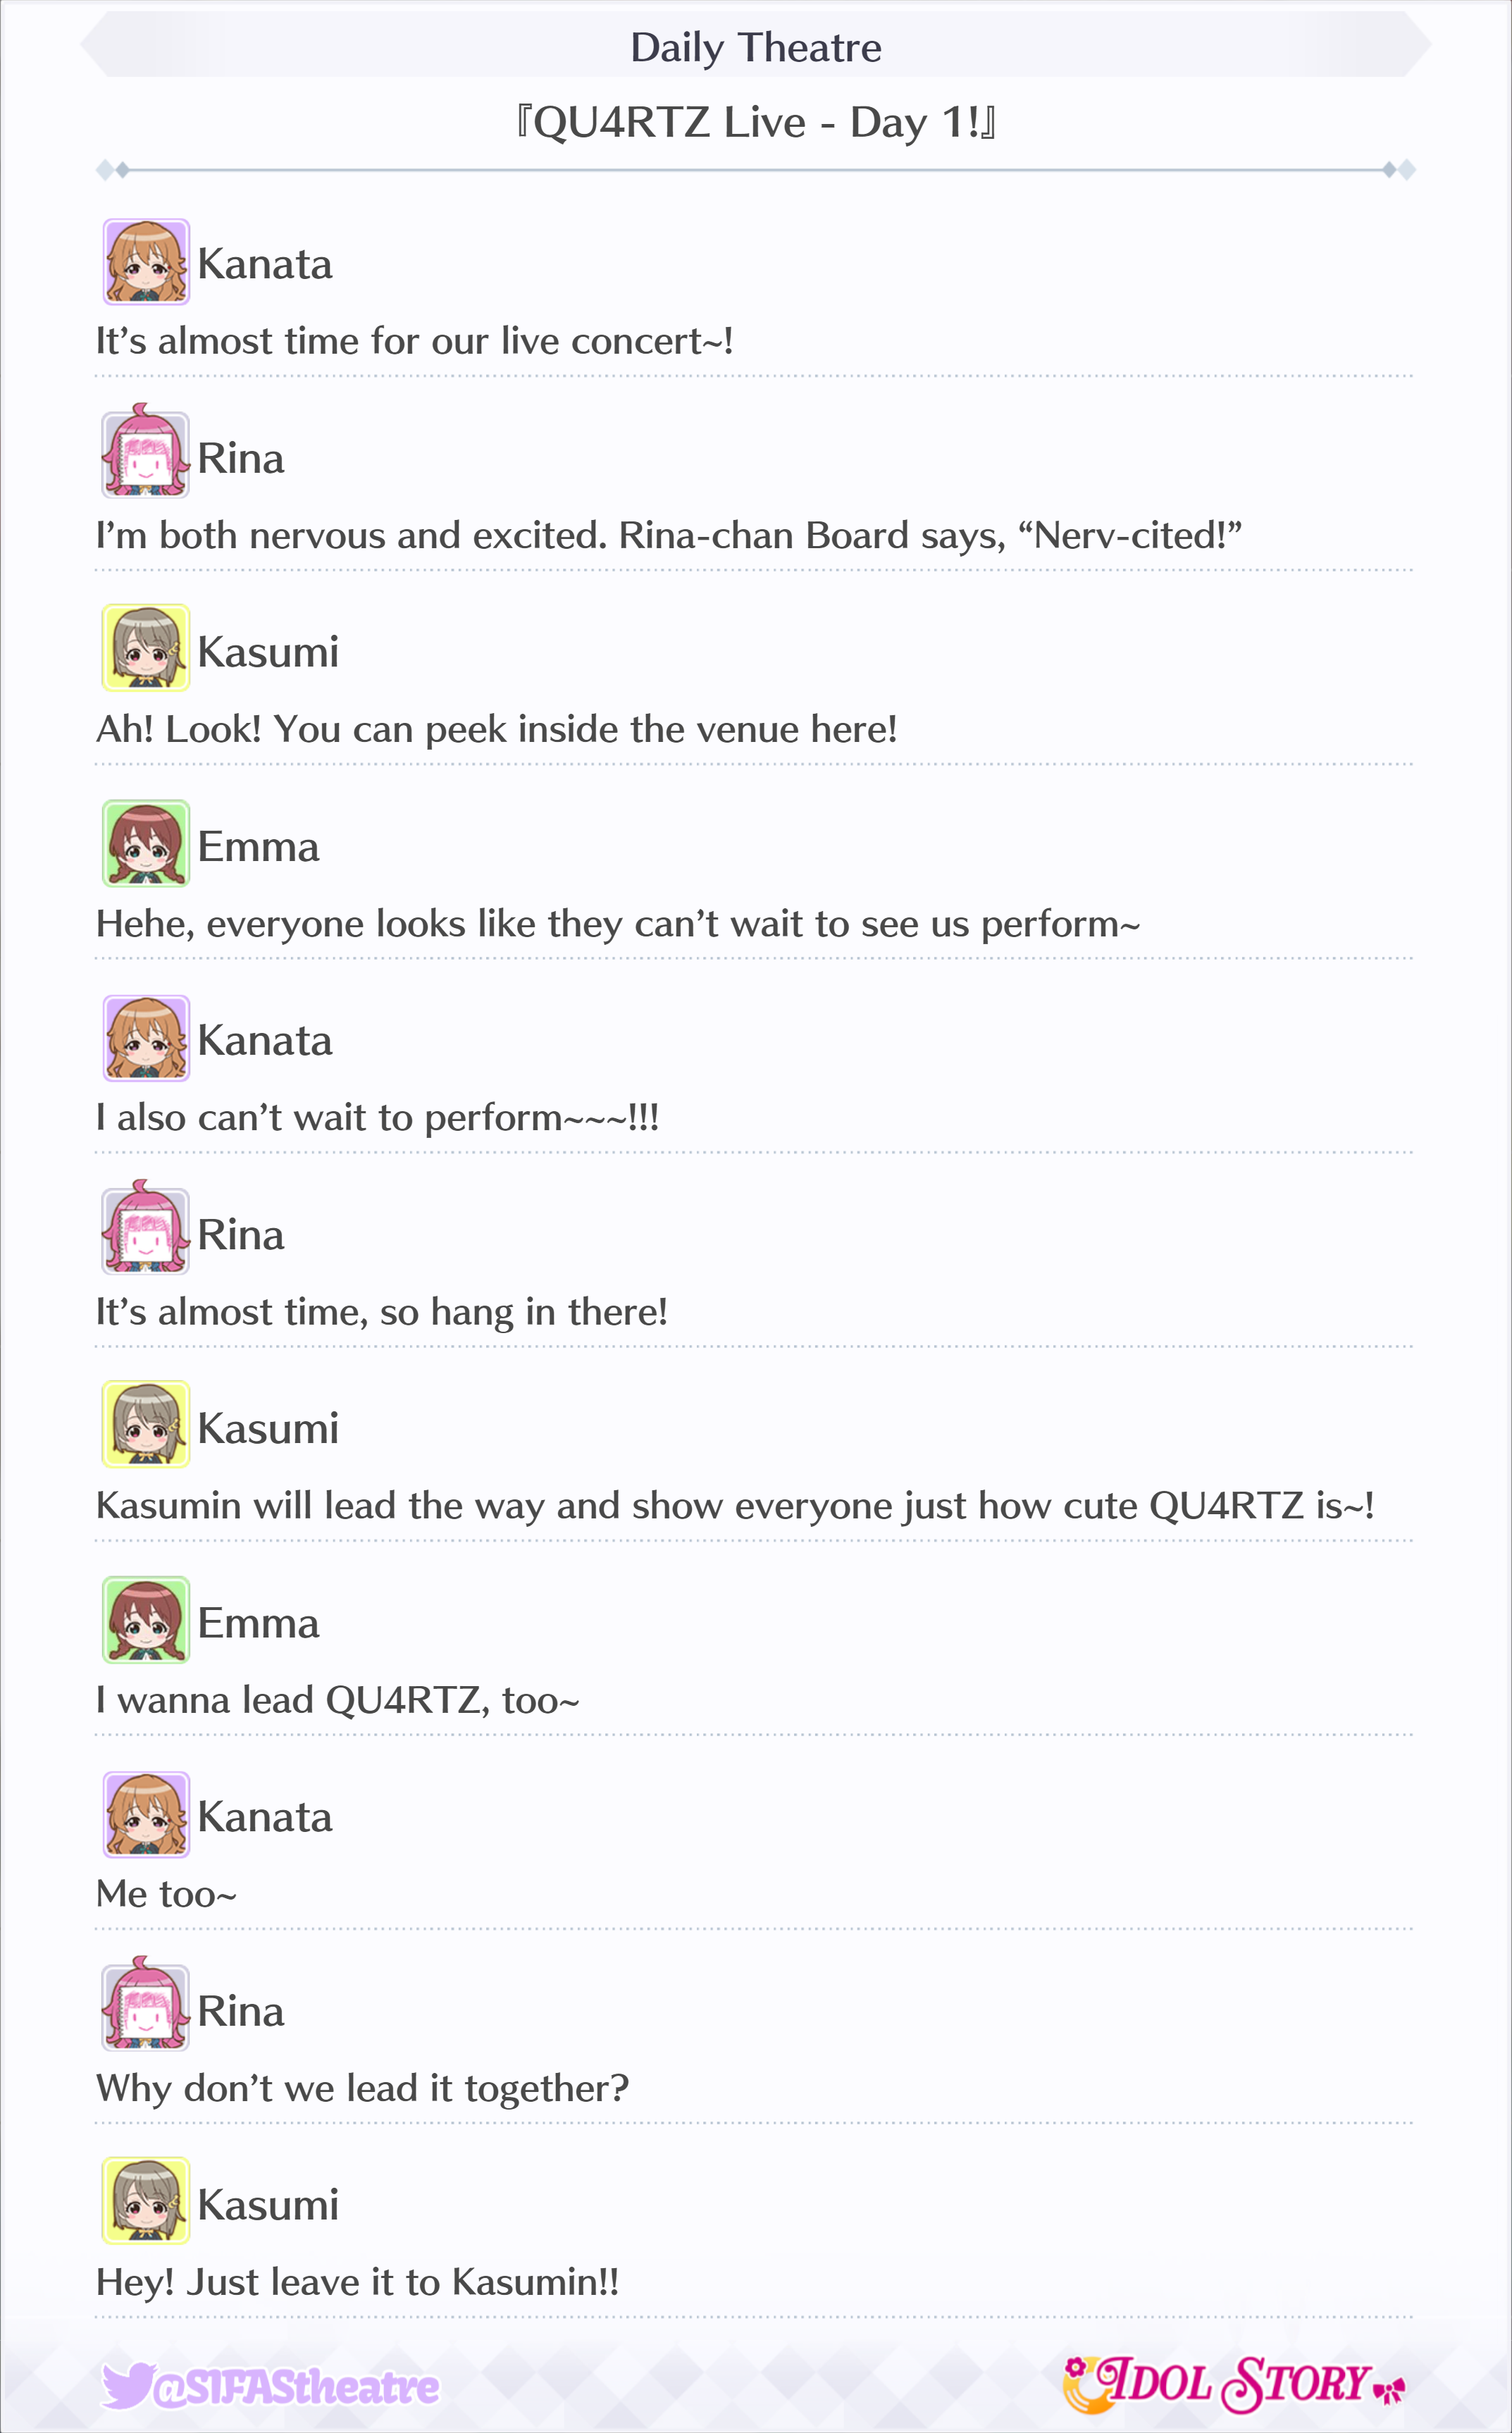 Daily Theatre
『QU4RTZ Live - Day 1!』
Kanata
It’s almost time for our live concert~!
Rina
I’m both nervous and excited. Rina-chan Board says, “Nerv-cited!”
Kasumi
Ah! Look! You can peek inside the venue here!
Emma
Hehe, everyone looks like they can’t wait to see us perform~
Kanata
I also can’t wait to perform~~~!!!
Rina
It’s almost time, so hang in there!
Kasumi
Kasumin will lead the way and show everyone just how cute QU4RTZ is~!
Emma
I wanna lead QU4RTZ, too~
Kanata
Me too~
Rina
Why don’t we lead it together?
Kasumi
Hey! Just leave it to Kasumin!!
@SIFAStheatre
IDOL STORY